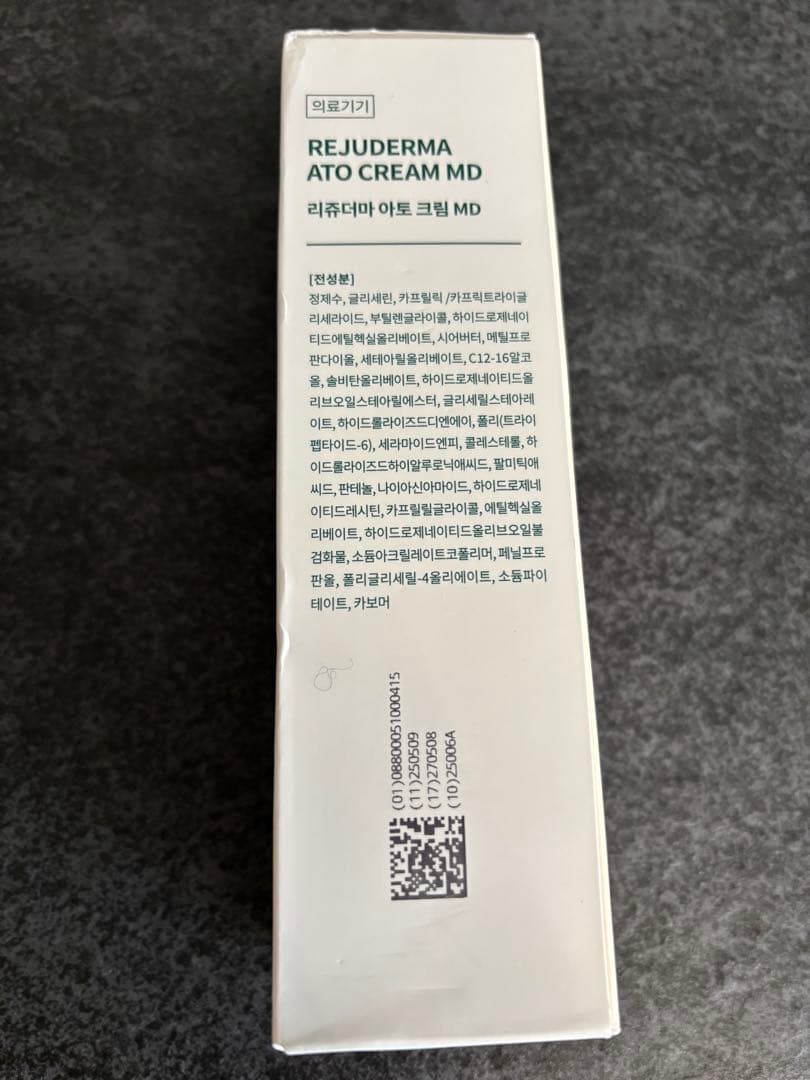 의료기기
REJUDERMA
ATO CREAM MD
리쥬더마 아토 크림 MD
[전성분]
정제수, 글리세린, 카프릴릭 /카프릭트라이글
리세라이드, 부틸렌글라이콜, 하이드로제네이
티드에틸헥실올리베이트, 시어버터, 메틸프로
판다이올, 세테아릴올리베이트, C12-16알코
올, 솔비탄올리베이트, 하이드로제네이티드올
리브오일스테아릴에스터, 글리세릴스테아레
이트, 하이드롤라이즈드디엔에이, 폴리(트라이
펩타이드-6), 세라마이드엔피, 콜레스테롤, 하
이드롤라이즈드하이알루로닉애씨드, 팔미틱애
씨드, 판테놀, 나이아신아마이드, 하이드로제네
이티드레시틴, 카프릴릴글라이콜, 에틸헥실올
리베이트, 하이드로제네이티드올리브오일불
검화물, 소듐아크릴레이트코폴리머, 페닐프로
판올, 폴리글리세릴-4올리에이트, 소듐파이
테이트, 카보머
(01)08800051000415
(11)250509
(17)270508
(10)25006A